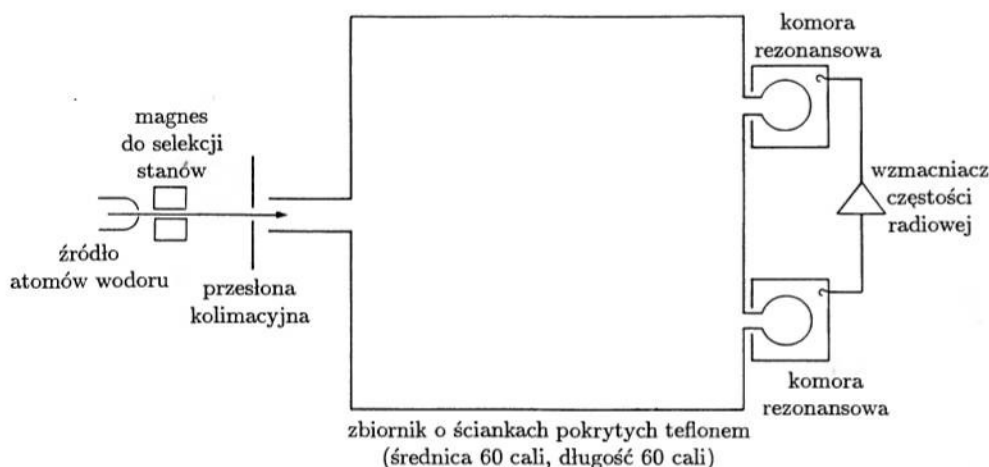 komora
rezonansowa
magnes
do selekcji
stanów
wzmacniacz
częstości
radiowej
źródło
atomów wodoru
przesłona
kolimacyjna
komora
rezonansowa
zbiornik o ściankach pokrytych teflonem
(średnica 60 cali, długość 60 cali)